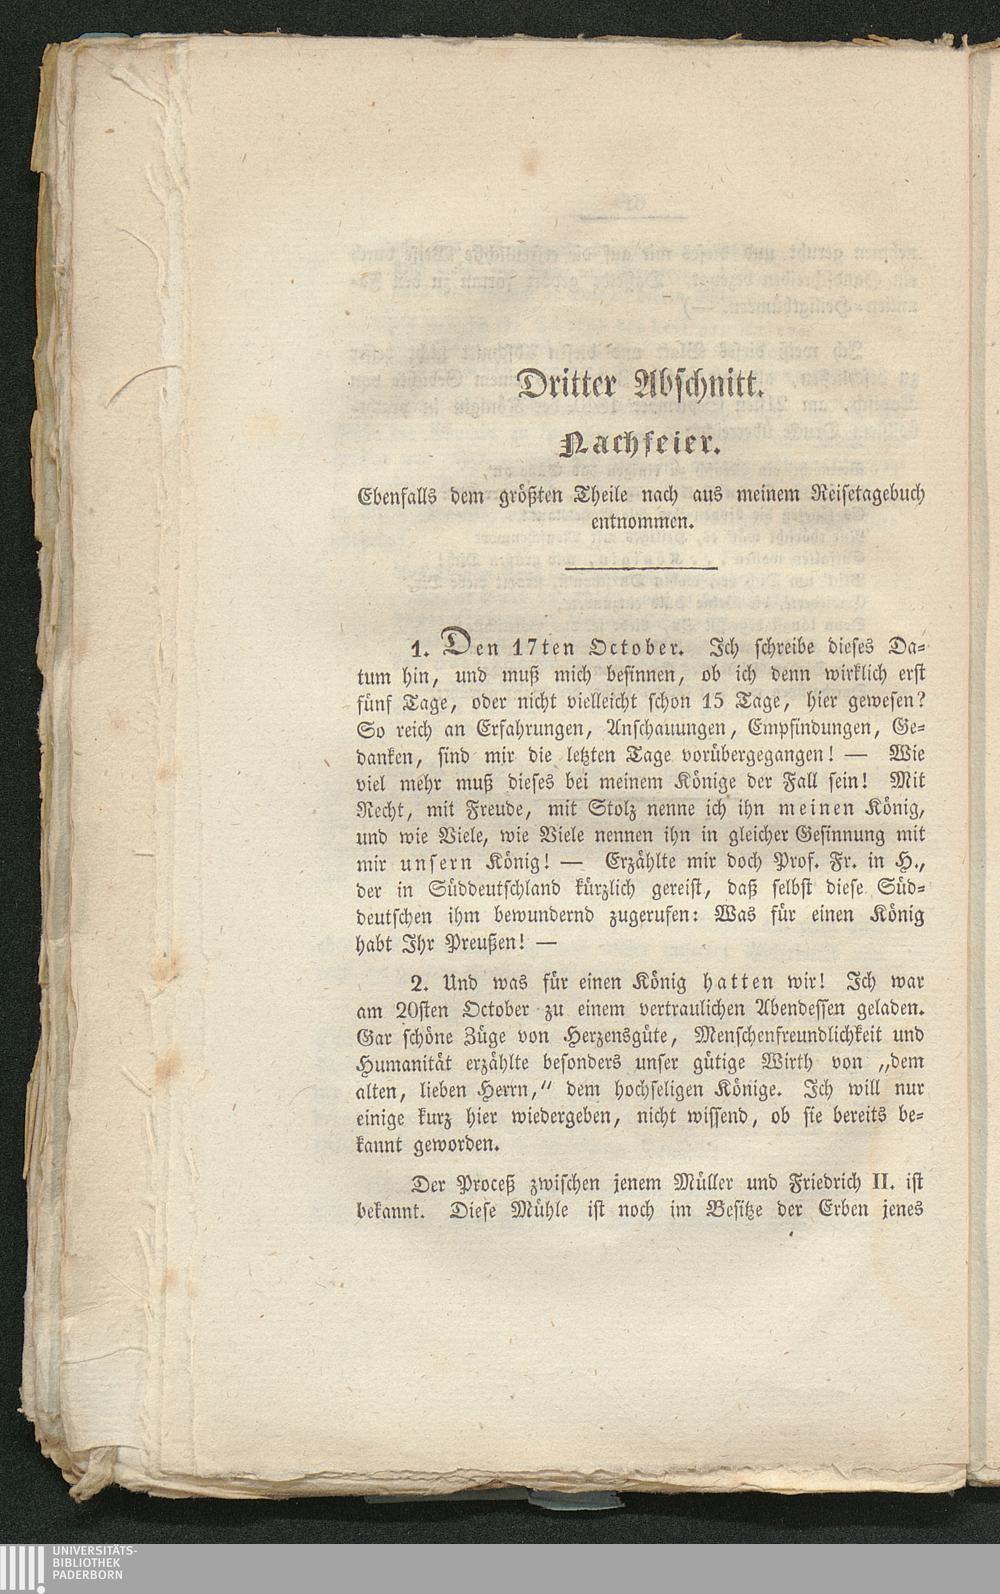 Dritter Abschnitt.
Nachfeier.
Ebenfalls dem größten Theile nach aus meinem Reisetagebuch
entnommen.
1. Den 17ten October. Ich schreibe dieses Da-
tum hin, und muß mich besinnen, ob ich denn wirklich erst
fünf Tage, oder nicht vielleicht schon 15 Tage, hier gewesen?
So reich an Erfahrungen, Anschauungen, Empfindungen, Ge-
danken, sind mir die letzten Tage vorübergegangen! — Wie
viel mehr muß dieses bei meinem Könige der Fall sein! Mit
Recht, mit Freude, mit Stolz nenne ich ihn meinen König,
und wie Viele, wie Viele nennen ihn in gleicher Gesinnung mit
mir unsern König! — Erzählte mir doch Prof. Fr. in H.,
der in Süddeutschland kürzlich gereist, daß selbst diese Süd-
deutschen ihm bewundernd zugerufen: Was für einen König
habt Ihr Preußen! —
2. Und was für einen König hatten wir! Ich war
am 20sten October zu einem vertraulichen Abendessen geladen.
Gar schöne Züge von Herzensgüte, Menschenfreundlichkeit und
Humanität erzählte besonders unser gütige Wirth von „dem
alten, lieben Herrn,“ dem hochseligen Könige. Ich will nur
einige kurz hier wiedergeben, nicht wissend, ob sie bereits be-
kannt geworden.
Der Proceß zwischen jenem Müller und Friedrich II. ist
bekannt. Diese Mühle ist noch im Besitze der Erben jenes
UNIVERSITÄTS-
BIBLIOTHEK
PADERBORN